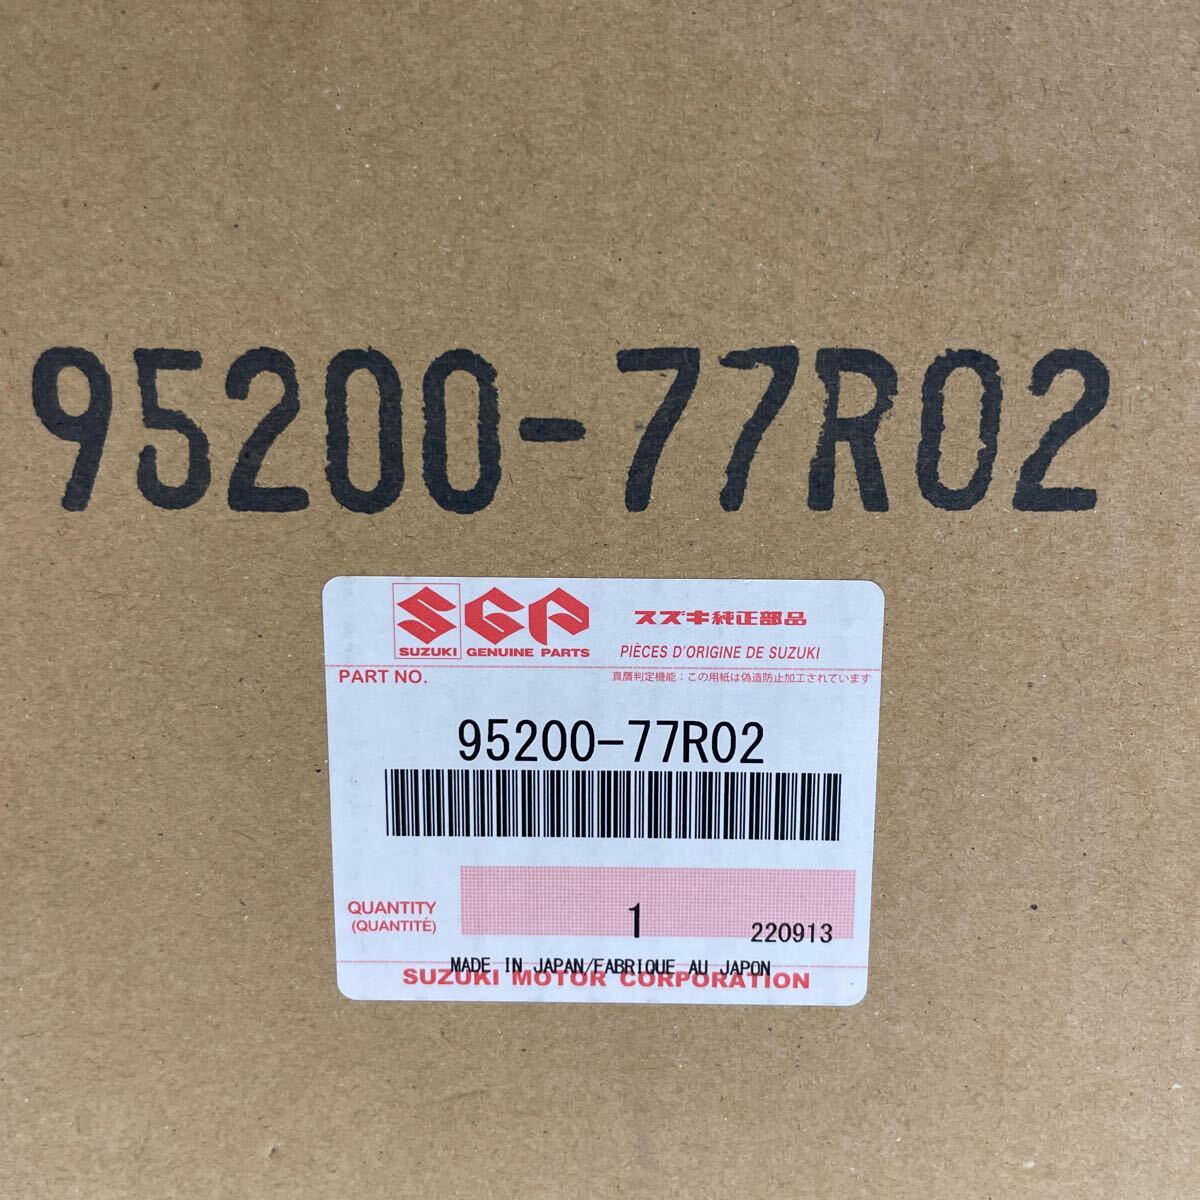 95200-77R02
SGP
スズキ純正部品
SUZUKI GENUINE PARTS
PIÈCES D'ORIGINE DE SUZUKI
PART NO.
真贋判定機能：この用紙は偽造防止加工されています
95200-77R02
QUANTITY
(QUANTITÉ)
1
220913
MADE IN JAPAN/FABRIQUE AU JAPON
SUZUKI MOTOR CORPORATION